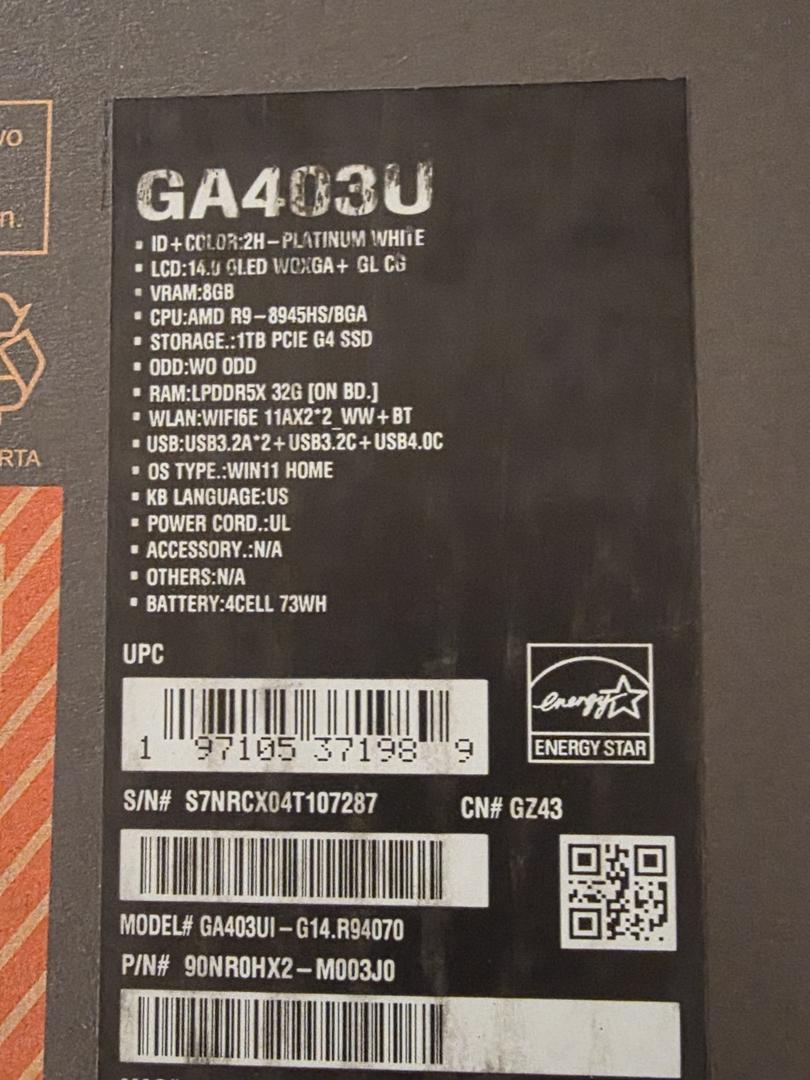 vo
n.
RTA
GA403U
▪ ID+COLOR:2H-PLATINUM WHITE
▪ LCD:14.0 OLED WQXGA+ GL CG
▪ VRAM:8GB
▪ CPU:AMD R9-8945HS/BGA
▪ STORAGE.:1TB PCIE G4 SSD
▪ ODD:WO ODD
▪ RAM:LPDDR5X 32G [ON BD.]
▪ WLAN:WIFI6E 11AX2*2_WW+BT
▪ USB:USB3.2A*2+USB3.2C+USB4.0C
▪ OS TYPE.:WIN11 HOME
▪ KB LANGUAGE:US
▪ POWER CORD.:UL
▪ ACCESSORY.:N/A
▪ OTHERS:N/A
▪ BATTERY:4CELL 73WH
UPC
1 97105 37198 9
energy
ENERGY STAR
S/N# S7NRCX04T107287 CN# GZ43
MODEL# GA403UI-G14.R94070
P/N# 90NR0HX2-M003J0